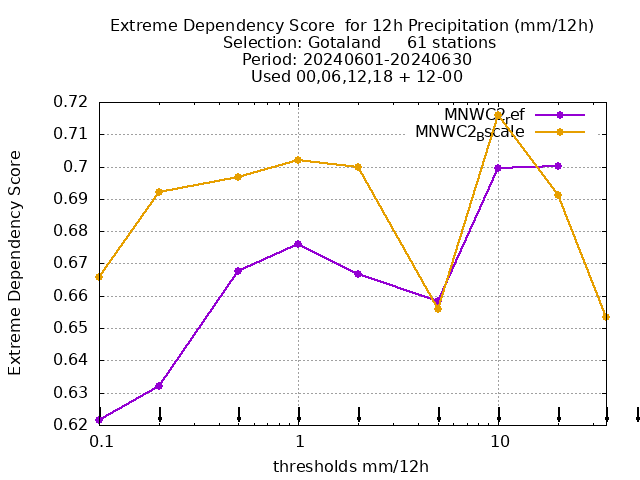 Extreme Dependency Score  for 12h Precipitation (mm/12h)
Selection: Gotaland     61 stations
Period: 20240601-20240630
Used 00,06,12,18 + 12-00
MNWC2ref
MNWC2Bscale
0.72
0.71
0.7
0.69
0.68
0.67
0.66
0.65
0.64
0.63
0.62
Extreme Dependency Score
0.1
1
10
thresholds mm/12h